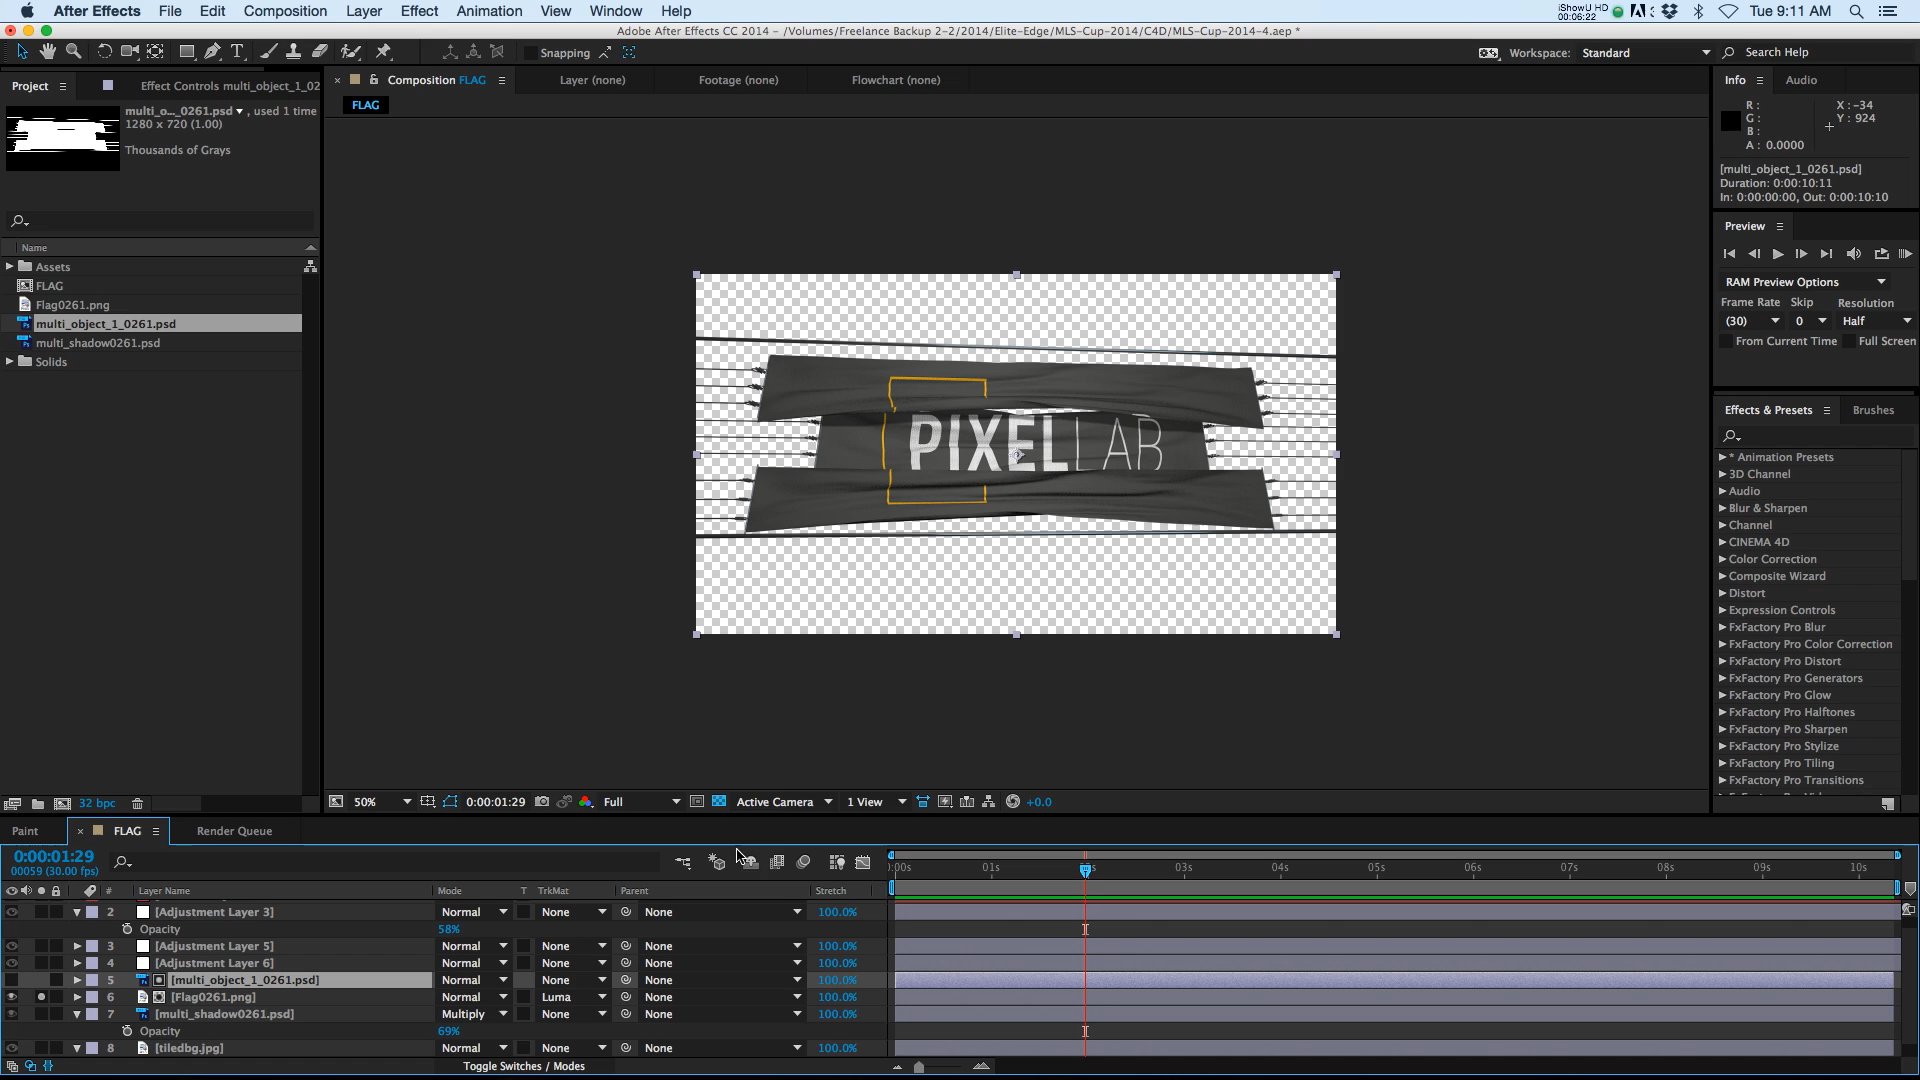 After Effects File Edit Composition Layer Effect Animation View Window Help
iShowU HD
00:06:22
Tue 9:11 AM
Adobe After Effects CC 2014 - /Volumes/Freelance Backup 2-2/2014/Elite-Edge/MLS-Cup-2014/C4D/MLS-Cup-2014-4.aep *
Snapping
Workspace: Standard
Search Help
Project
Effect Controls multi_object_1_02
Composition FLAG
Layer (none)
Footage (none)
Flowchart (none)
Info
Audio
FLAG
multi_o..._0261.psd , used 1 time
1280 x 720 (1.00)
Thousands of Grays
R :
G :
B :
A : 0.0000
X : -34
Y : 924
[multi_object_1_0261.psd]
Duration: 0:00:10:11
In: 0:00:00:00, Out: 0:00:10:10
Preview
Name
Assets
FLAG
Flag0261.png
multi_object_1_0261.psd
multi_shadow0261.psd
Solids
RAM Preview Options
Frame Rate Skip Resolution
(30) 0 Half
From Current Time Full Screen
PIXELLAB
Effects & Presets
Brushes
* Animation Presets
3D Channel
Audio
Blur & Sharpen
Channel
CINEMA 4D
Color Correction
Composite Wizard
Distort
Expression Controls
FxFactory Pro Blur
FxFactory Pro Color Correction
FxFactory Pro Distort
FxFactory Pro Generators
FxFactory Pro Glow
FxFactory Pro Halftones
FxFactory Pro Sharpen
FxFactory Pro Stylize
FxFactory Pro Tiling
FxFactory Pro Transitions
32 bpc
50% 0:00:01:29 Full Active Camera 1 View +0.0
Paint
FLAG
Render Queue
0:00:01:29
00059 (30.00 fps)
:00s 01s 03s 04s 05s 06s 07s 08s 09s 10s
# Layer Name Mode T TrkMat Parent Stretch
2 [Adjustment Layer 3] Normal None None 100.0%
Opacity 58%
3 [Adjustment Layer 5] Normal None None 100.0%
4 [Adjustment Layer 6] Normal None None 100.0%
5 [multi_object_1_0261.psd] Normal None None 100.0%
6 [Flag0261.png] Normal Luma None 100.0%
7 [multi_shadow0261.psd] Multiply None None 100.0%
Opacity 69%
8 [tiledbg.jpg] Normal None None 100.0%
Toggle Switches / Modes